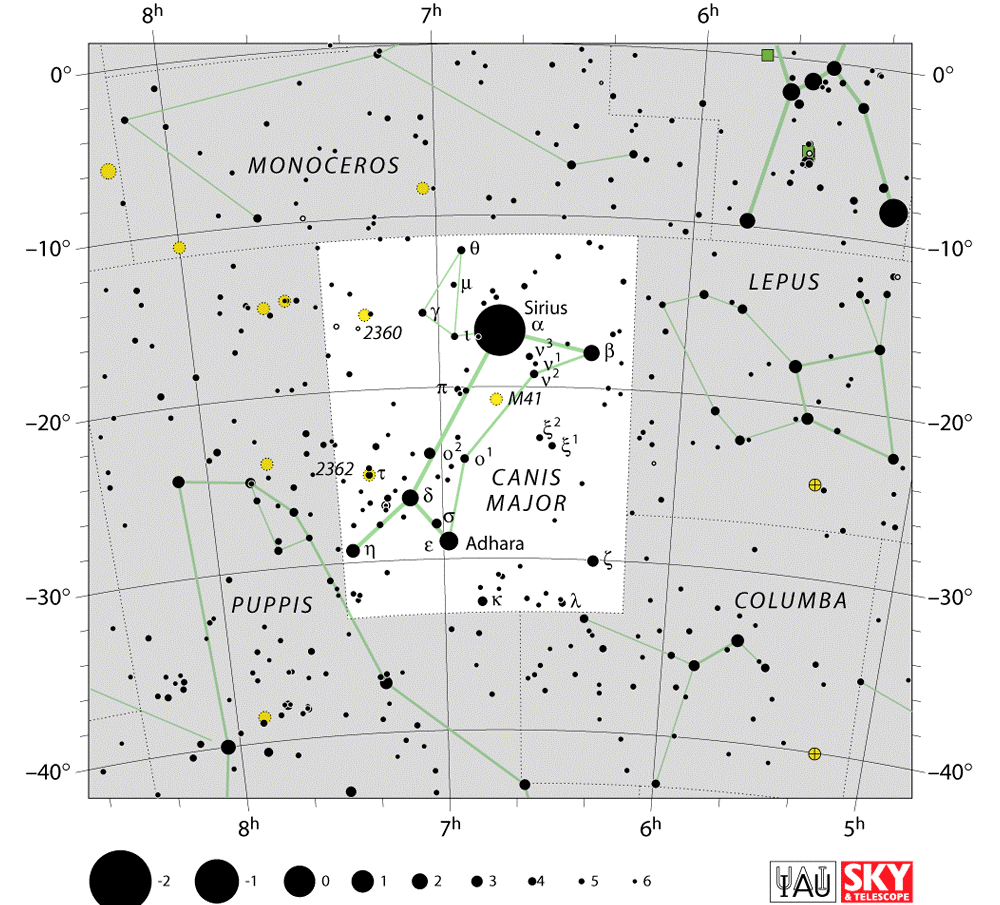 8h 7h 6h
0° 0°
MONOCEROS
–10° –10°
θ
LEPUS
μ
Sirius
γ α
2360 ι
ν3 β
ν1
ν2
π
M41
–20° –20°
ξ2
ξ1
ο2 ο1
2362 τ CANIS
MAJOR
δ
σ
η ε Adhara
ζ
–30° –30°
PUPPIS κ λ COLUMBA
–40° –40°
8h 7h 6h 5h
-2 -1 0 1 2 3 4 5 6
IAU
SKY
& TELESCOPE